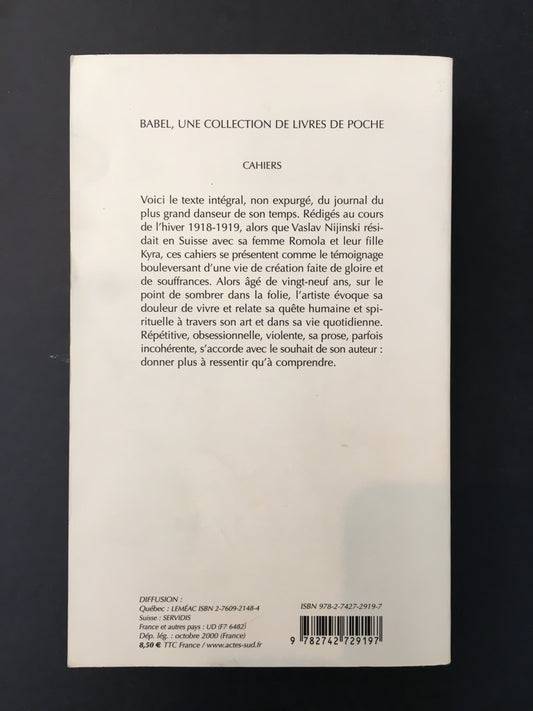 BABEL, UNE COLLECTION DE LIVRES DE POCHE
CAHIERS
Voici le texte intégral, non expurgé, du journal du
plus grand danseur de son temps. Rédigés au cours
de l'hiver 1918-1919, alors que Vaslav Nijinski rési-
dait en Suisse avec sa femme Romola et leur fille
Kyra, ces cahiers se présentent comme le témoignage
bouleversant d'une vie de création faite de gloire et
de souffrances. Alors âgé de vingt-neuf ans, sur le
point de sombrer dans la folie, l'artiste évoque sa
douleur de vivre et relate sa quête humaine et spi-
rituelle à travers son art et dans sa vie quotidienne.
Répétitive, obsessionnelle, violente, sa prose, parfois
incohérente, s'accorde avec le souhait de son auteur :
donner plus à ressentir qu'à comprendre.
DIFFUSION :
Québec : LEMÉAC ISBN 2-7609-2148-4
Suisse : SERVIDIS
France et autres pays : UD (F7 6482)
Dép. lég. : octobre 2000 (France)
8,50 € TTC France / www.actes-sud.fr
ISBN 978-2-7427-2919-7
9 782742 729197